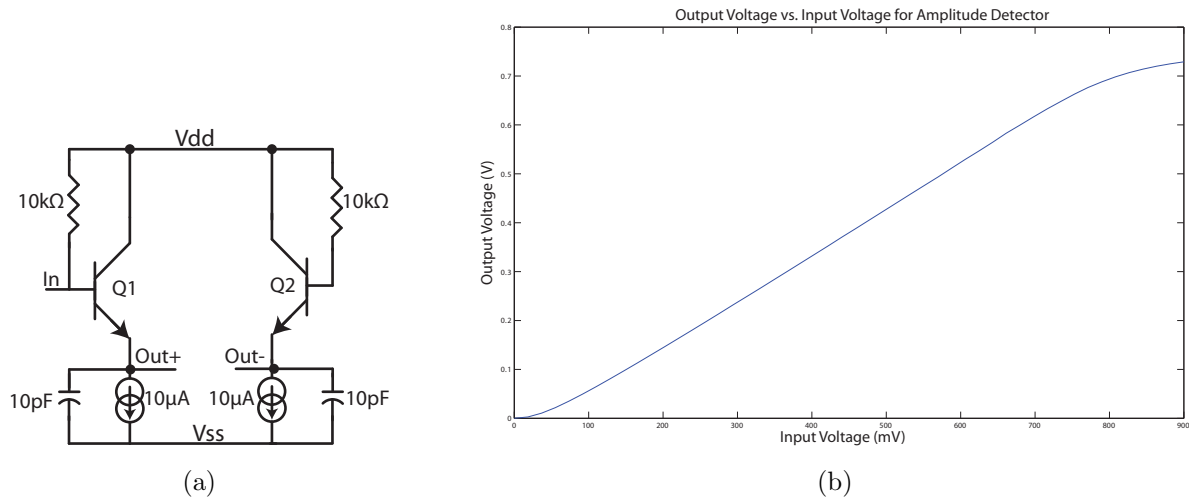 Vdd
10kΩ
10kΩ
In
Q1
Q2
Out+
Out-
10pF
10µA
10µA
10pF
Vss
(a)
Output Voltage vs. Input Voltage for Amplitude Detector
Output Voltage (V)
0.8
0.7
0.6
0.5
0.4
0.3
0.2
0.1
0
0
100
200
300
400
500
600
700
800
900
Input Voltage (mV)
(b)